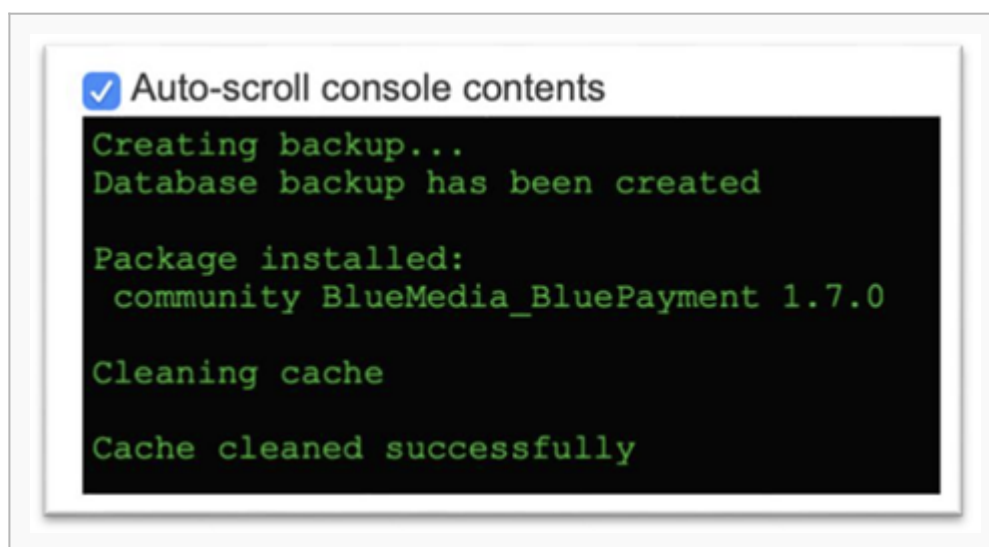 Auto-scroll console contents
Creating backup...
Database backup has been created
Package installed:
community BlueMedia_BluePayment 1.7.0
Cleaning cache
Cache cleaned successfully